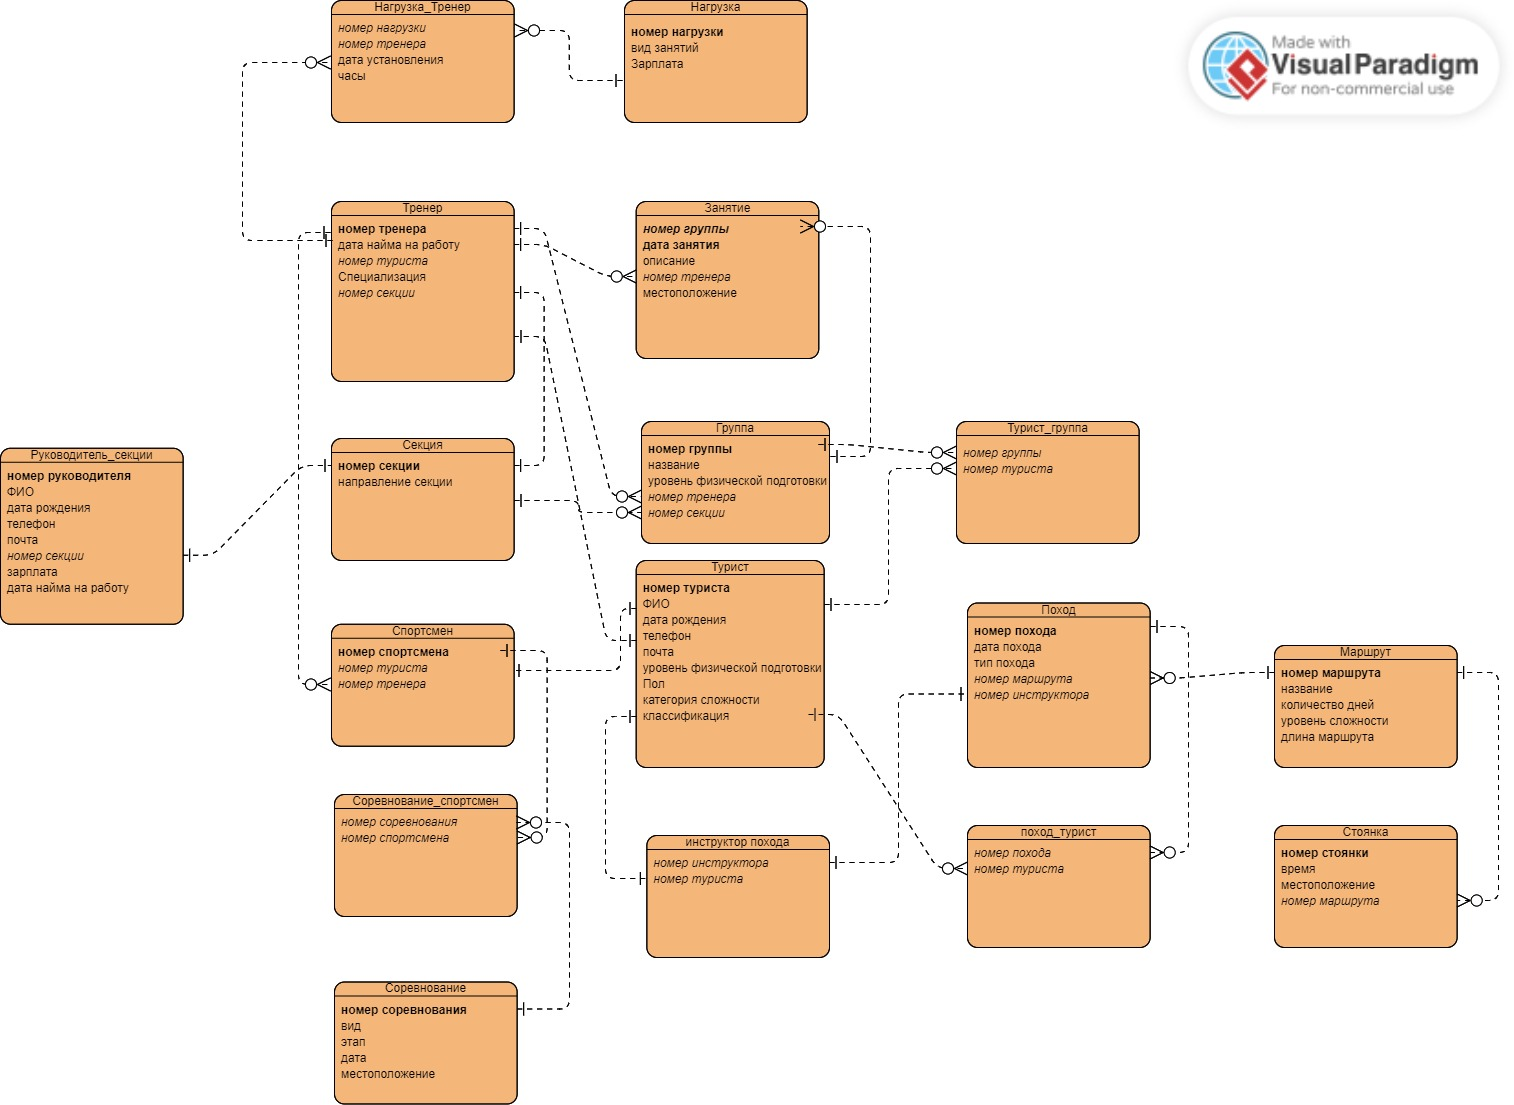 Нагрузка_Тренер
номер нагрузки
номер тренера
дата установления
часы
Нагрузка
номер нагрузки
вид занятий
Зарплата
Made with
Visual Paradigm
For non-commercial use
Тренер
номер тренера
дата найма на работу
номер туриста
Специализация
номер секции
Занятие
номер группы
дата занятия
описание
номер тренера
местоположение
Руководитель_секции
номер руководителя
ФИО
дата рождения
телефон
почта
номер секции
зарплата
дата найма на работу
Секция
номер секции
направление секции
Группа
номер группы
название
уровень физической подготовки
номер тренера
номер секции
Турист_группа
номер группы
номер туриста
Спортсмен
номер спортсмена
номер туриста
номер тренера
Турист
номер туриста
ФИО
дата рождения
телефон
почта
уровень физической подготовки
Пол
категория сложности
классификация
Поход
номер похода
дата похода
тип похода
номер маршрута
номер инструктора
Маршрут
номер маршрута
название
количество дней
уровень сложности
длина маршрута
Соревнование_спортсмен
номер соревнования
номер спортсмена
инструктор похода
номер инструктора
номер туриста
поход_турист
номер похода
номер туриста
Стоянка
номер стоянки
время
местоположение
номер маршрута
Соревнование
номер соревнования
вид
этап
дата
местоположение